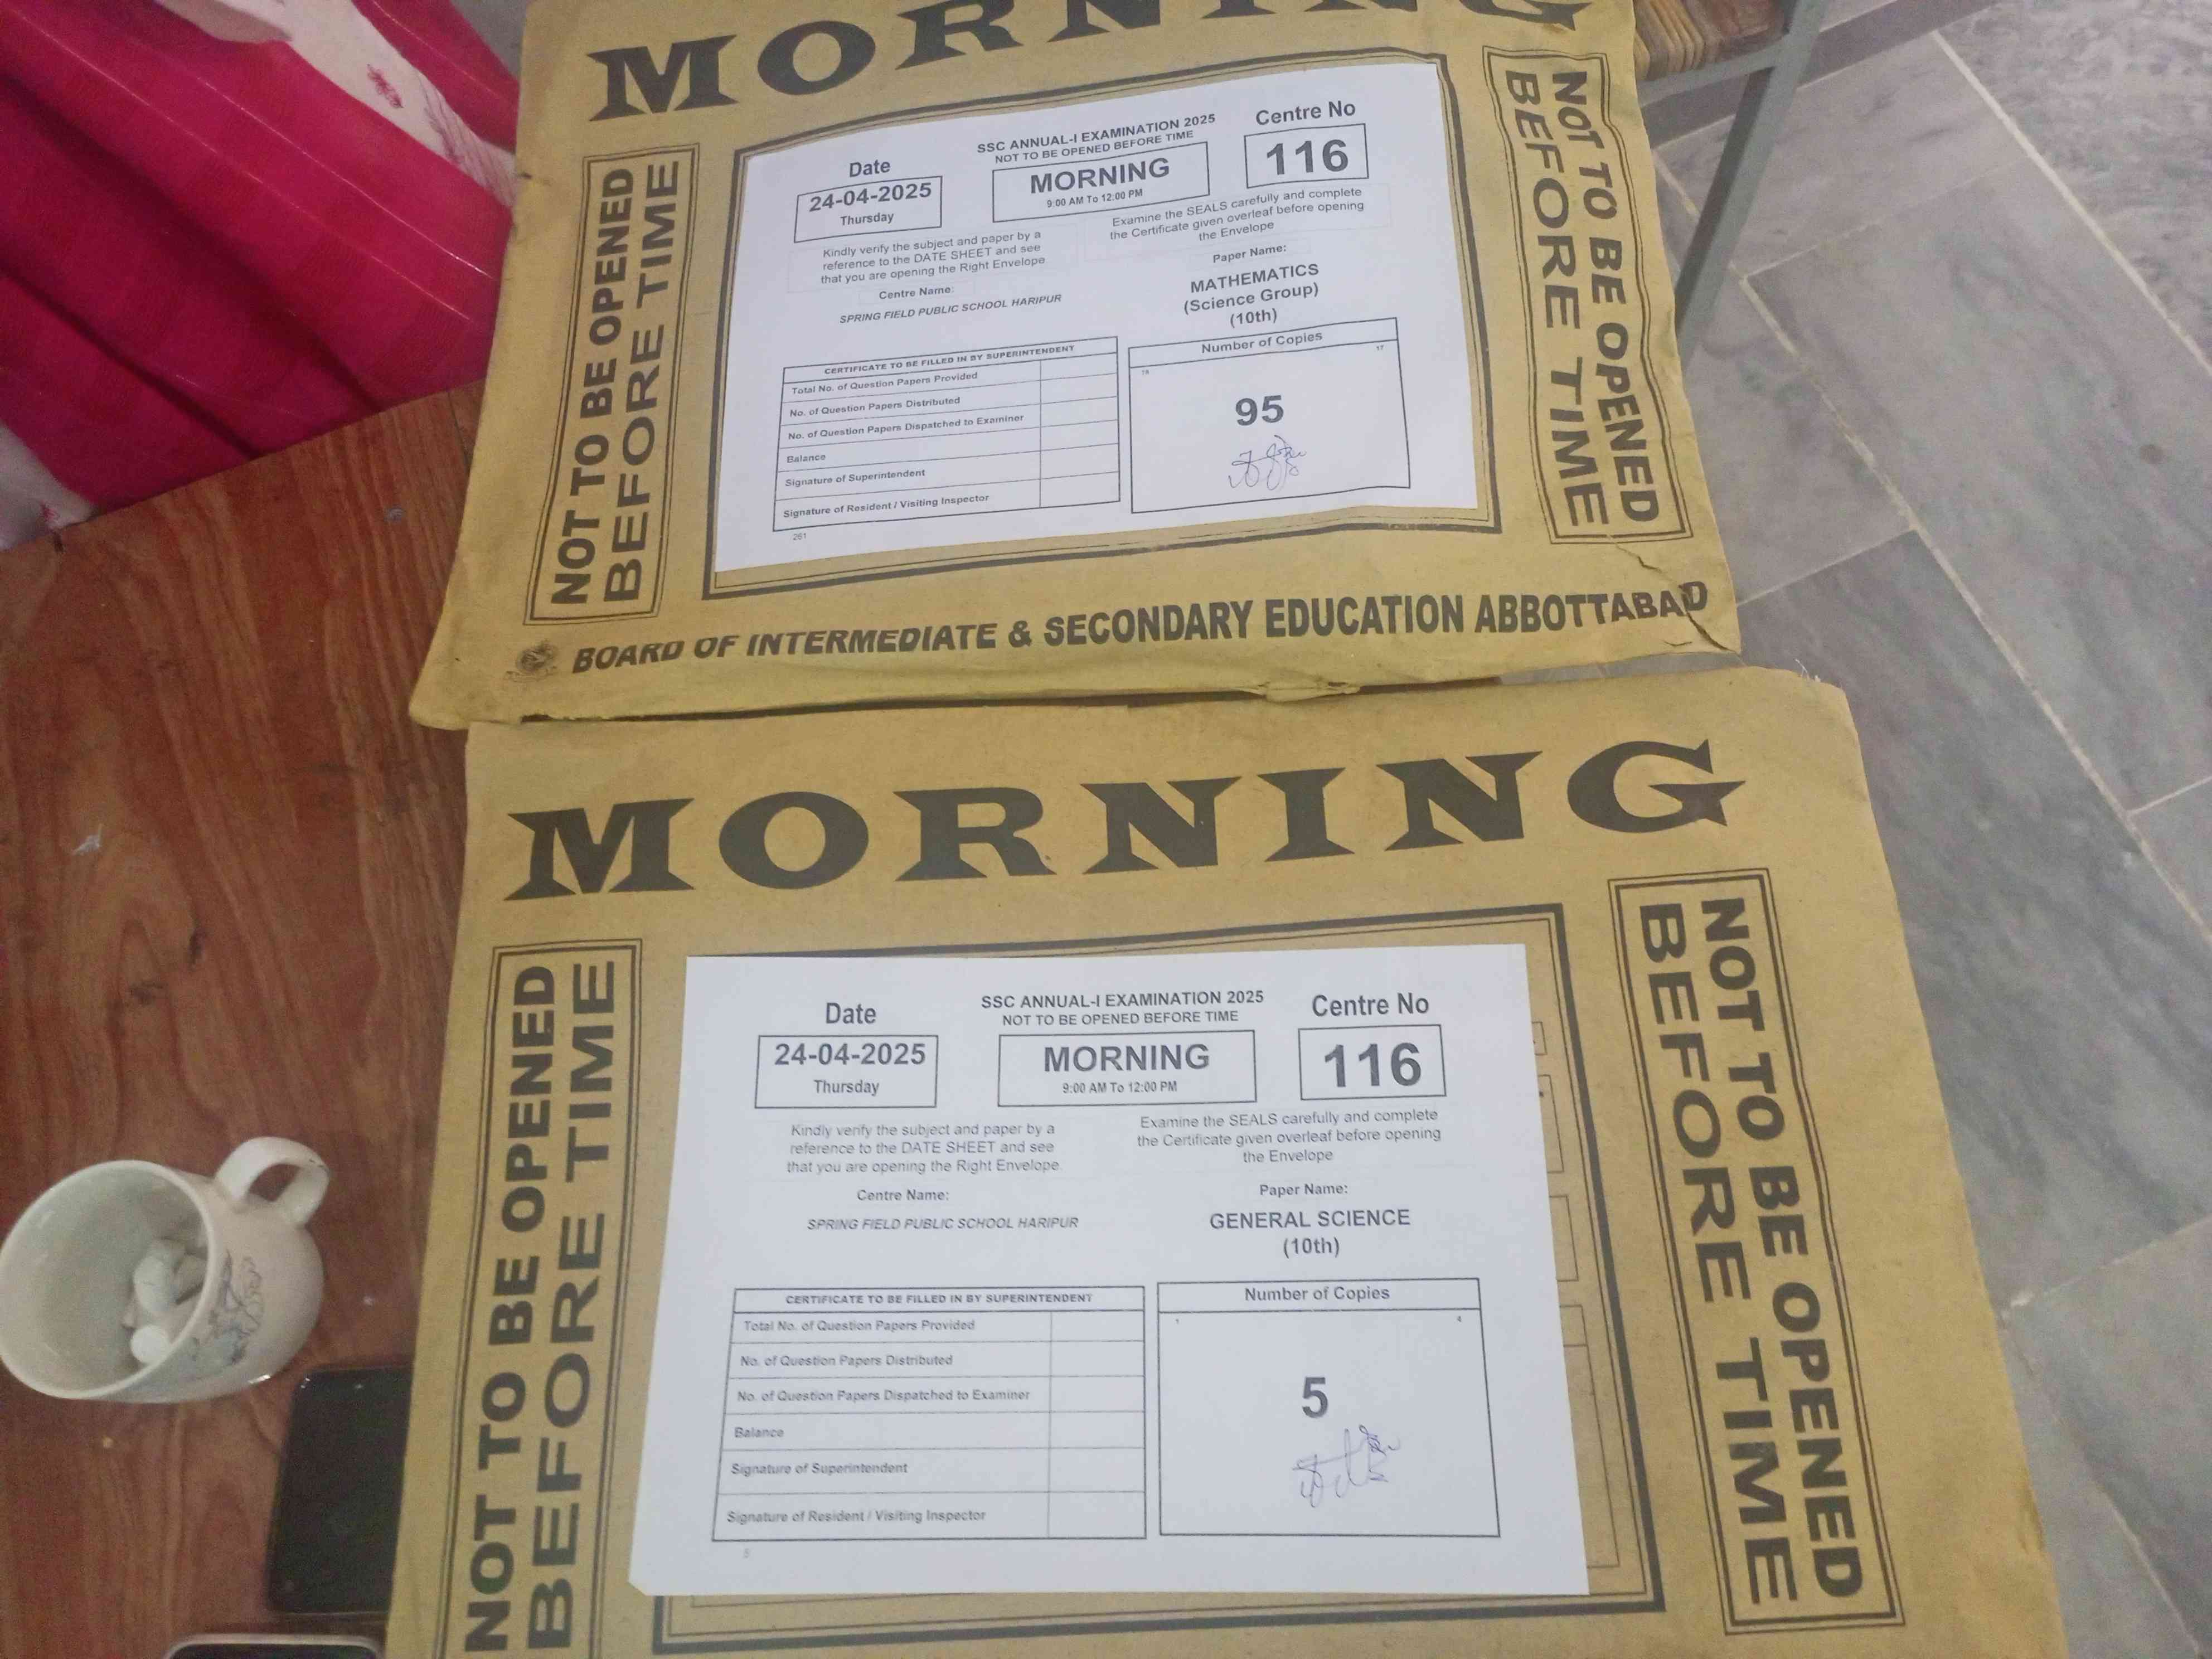 MORNING
NOT TO BE OPENED
BEFORE TIME
SSC ANNUAL-I EXAMINATION 2025
NOT TO BE OPENED BEFORE TIME
Date
24-04-2025
Thursday
MORNING
9:00 AM To 12:00 PM
Centre No
116
Kindly verify the subject and paper by a
reference to the DATE SHEET and see
that you are opening the Right Envelope
Examine the SEALS carefully and complete
the Certificate given overleaf before opening
the Envelope
Centre Name:
SPRING FIELD PUBLIC SCHOOL HARIPUR
Paper Name:
MATHEMATICS
(Science Group)
(10th)
CERTIFICATE TO BE FILLED IN BY SUPERINTENDENT
Total No. of Question Papers Provided
No. of Question Papers Distributed
No. of Question Papers Dispatched to Examiner
Balance
Signature of Superintendent
Signature of Resident / Visiting Inspector
261
Number of Copies
17
95
NOT TO BE OPENED
BEFORE TIME
BOARD OF INTERMEDIATE & SECONDARY EDUCATION ABBOTTABAD
MORNING
NOT TO BE OPENED
BEFORE TIME
SSC ANNUAL-I EXAMINATION 2025
NOT TO BE OPENED BEFORE TIME
Date
24-04-2025
Thursday
MORNING
9:00 AM To 12:00 PM
Centre No
116
Kindly verify the subject and paper by a
reference to the DATE SHEET and see
that you are opening the Right Envelope
Examine the SEALS carefully and complete
the Certificate given overleaf before opening
the Envelope
Centre Name:
SPRING FIELD PUBLIC SCHOOL HARIPUR
Paper Name:
GENERAL SCIENCE
(10th)
CERTIFICATE TO BE FILLED IN BY SUPERINTENDENT
Total No. of Question Papers Provided
No. of Question Papers Distributed
No. of Question Papers Dispatched to Examiner
Balance
Signature of Superintendent
Signature of Resident / Visiting Inspector
5
Number of Copies
5
NOT TO BE OPENED
BEFORE TIME